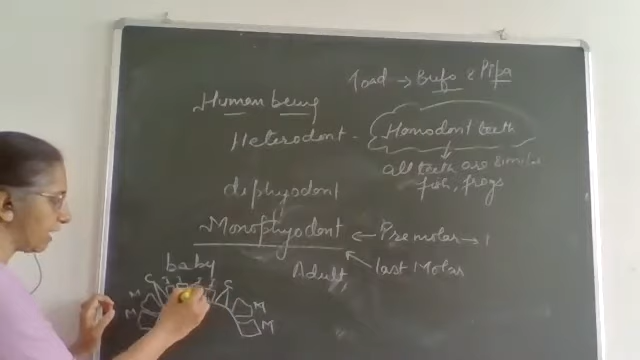 Toad → Bufo & Pipa
Human being
Heterodont - Homodont teeth
all teeth are similar
fish, frogs
diphyodont
Monophyodont ← Premolar → 1
last Molar
baby
Adult,
C I I I I C
M M
M M